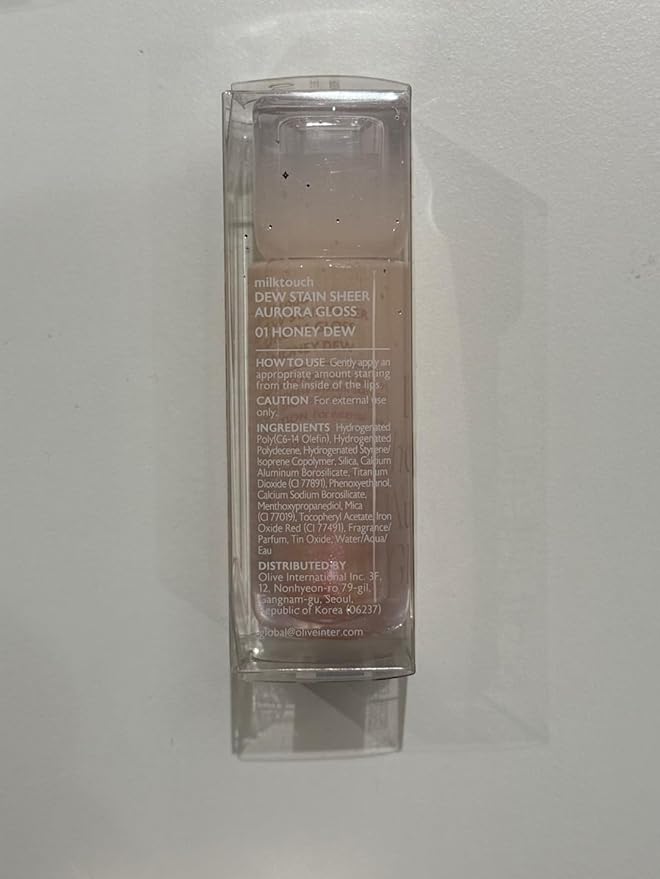 milktouch
DEW STAIN SHEER
AURORA GLOSS
01 HONEY DEW
HOW TO USE Gently apply an
appropriate amount starting
from the inside of the lips.
CAUTION For external use
only.
INGREDIENTS Hydrogenated
Poly(C6-14 Olefin), Hydrogenated
Polydecene, Hydrogenated Styrene/
Isoprene Copolymer, Silica, Calcium
Aluminum Borosilicate, Titanium
Dioxide (CI 77891), Phenoxyethanol,
Calcium Sodium Borosilicate,
Menthoxypropanediol, Mica
(CI 77019), Tocopheryl Acetate, Iron
Oxide Red (CI 77491), Fragrance/
Parfum, Tin Oxide, Water/Aqua/
Eau
DISTRIBUTED BY
Olive International Inc. 3F,
12, Nonhyeon-ro 79-gil,
Gangnam-gu, Seoul,
Republic of Korea (06237)
global@oliveinter.com